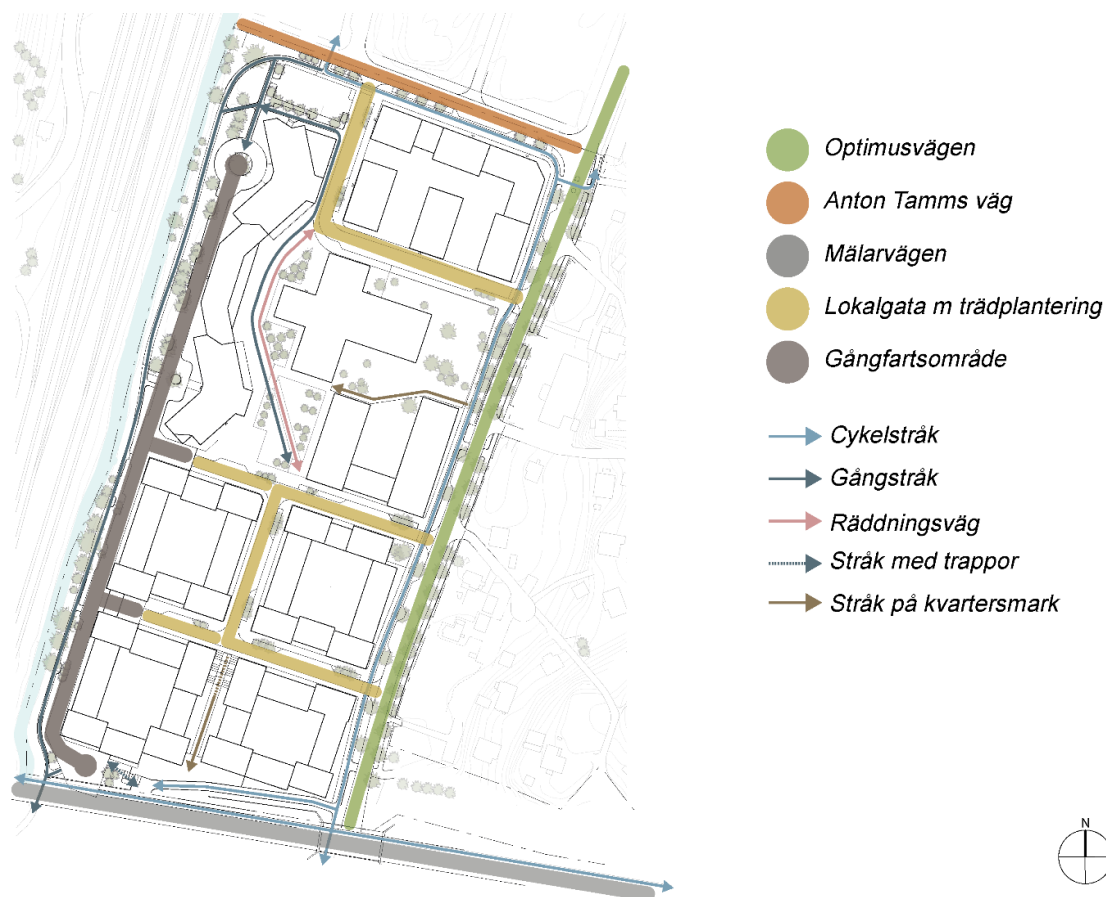 Optimusvägen
Anton Tamms väg
Mälarvägen
Lokalgata m trädplantering
Gångfartsområde
Cykelstråk
Gångstråk
Räddningsväg
Stråk med trappor
Stråk på kvartersmark
N